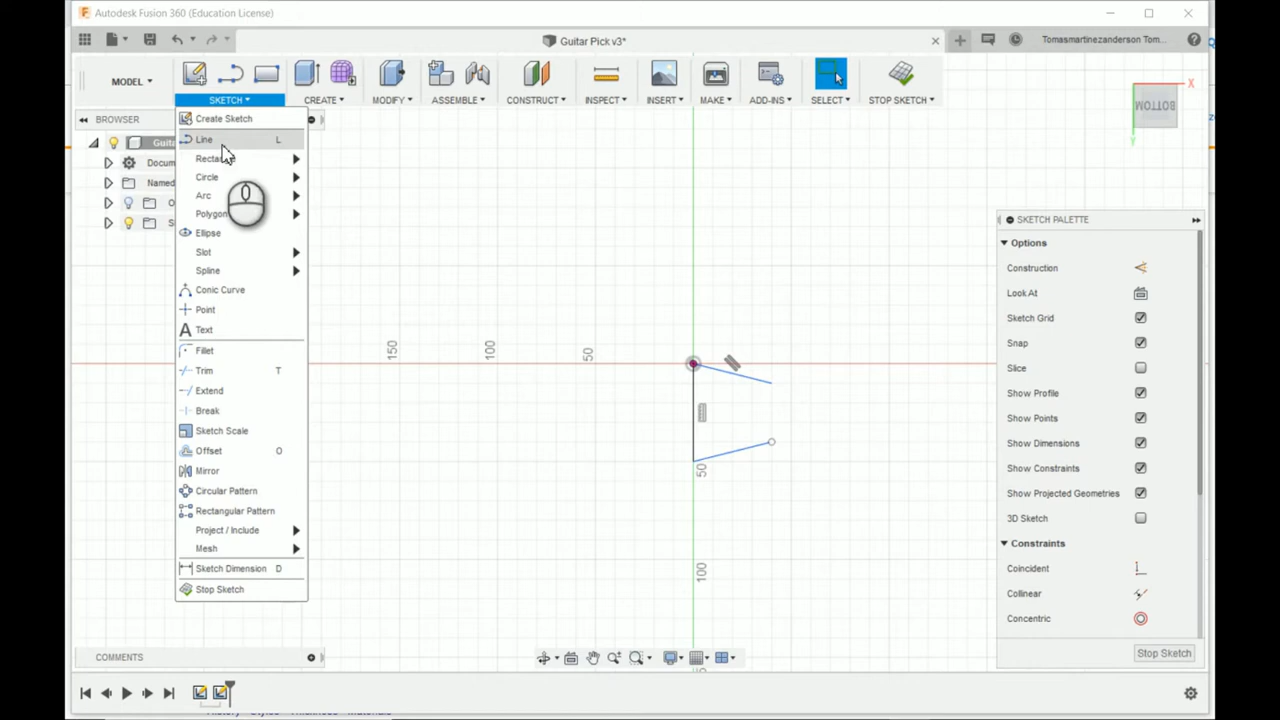 Autodesk Fusion 360 (Education License)
Guitar Pick v3*
Tomasmartinezanderson Tom...
MODEL
SKETCH
CREATE
MODIFY
ASSEMBLE
CONSTRUCT
INSPECT
INSERT
MAKE
ADD-INS
SELECT
STOP SKETCH
BROWSER
Create Sketch
Line L
Circle
Arc
Polygon
Ellipse
Slot
Spline
Conic Curve
Point
Text
Fillet
Trim T
Extend
Break
Sketch Scale
Offset O
Mirror
Circular Pattern
Rectangular Pattern
Project / Include
Mesh
Sketch Dimension D
Stop Sketch
150
100
50
50
100
X
BOTTOM
Y
SKETCH PALETTE
Options
Construction
Look At
Sketch Grid
Snap
Slice
Show Profile
Show Points
Show Dimensions
Show Constraints
Show Projected Geometries
3D Sketch
Constraints
Coincident
Collinear
Concentric
Stop Sketch
COMMENTS